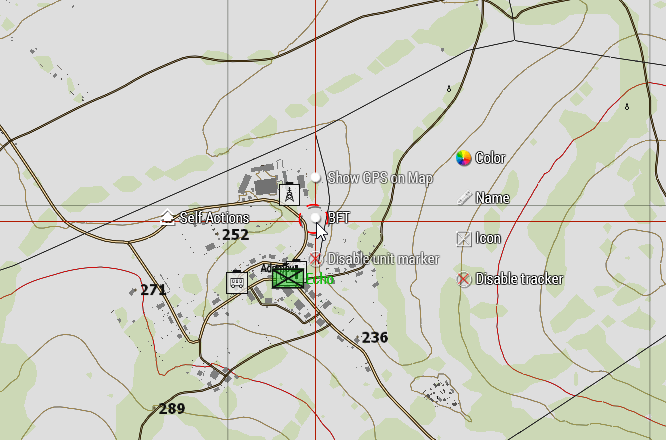 Color
Show GPS on Map
Name
Self Actions
BFT
252
Icon
Disable unit marker
Disable tracker
271
236
289